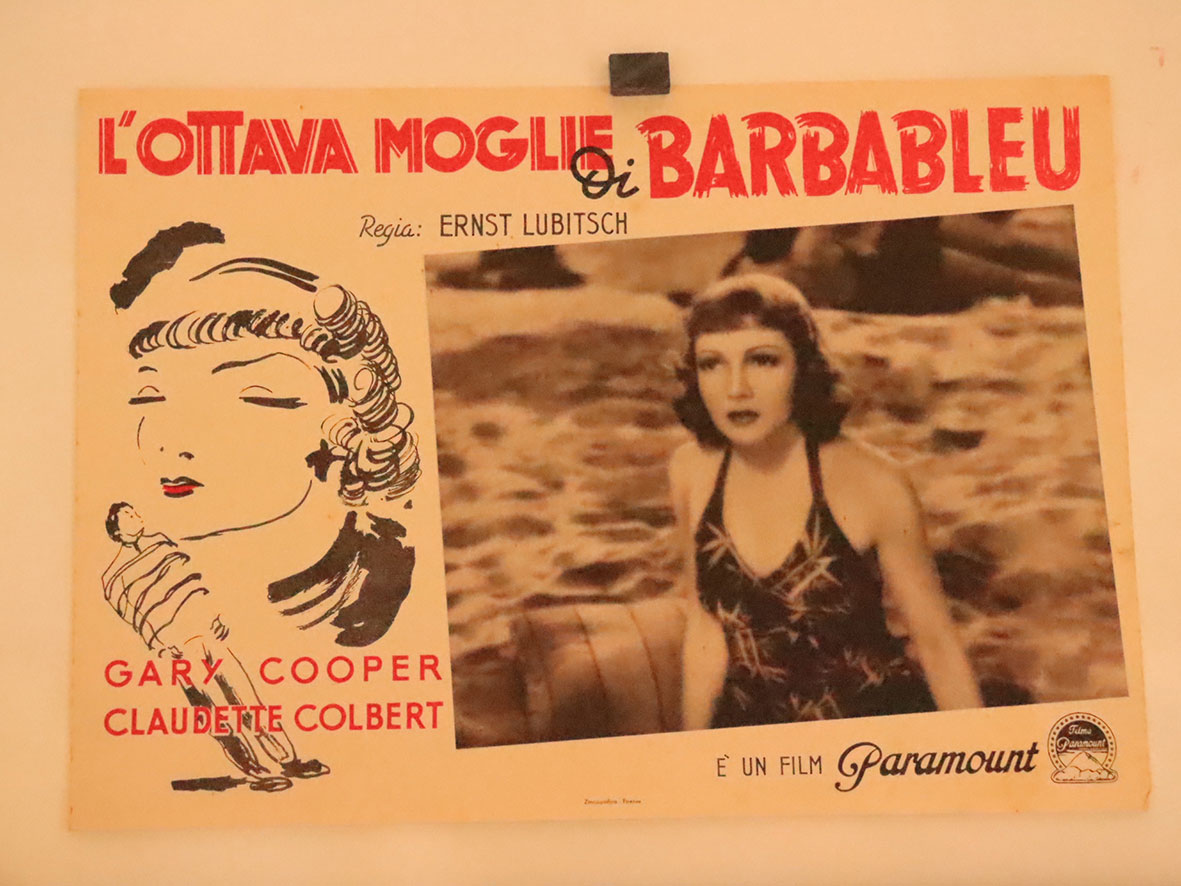 L'OTTAVA MOGLIE Di BARBABLEU
Regia: ERNST LUBITSCH
GARY COOPER
CLAUDETTE COLBERT
È UN FILM Paramount
Films
Paramount